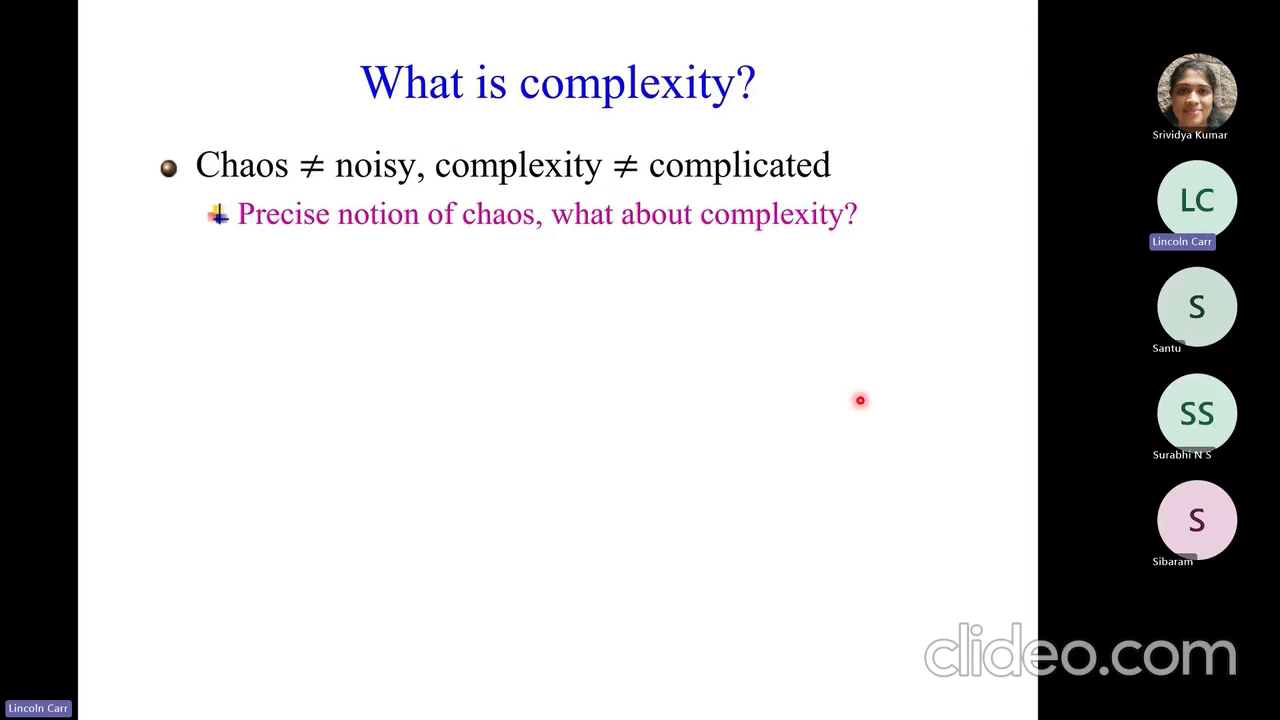 What is complexity?
Chaos ≠ noisy, complexity ≠ complicated
Precise notion of chaos, what about complexity?
Srividya Kumar
LC
Lincoln Carr
S
Santu
SS
Surabhi N S
S
Sibaram
clideo.com
Lincoln Carr